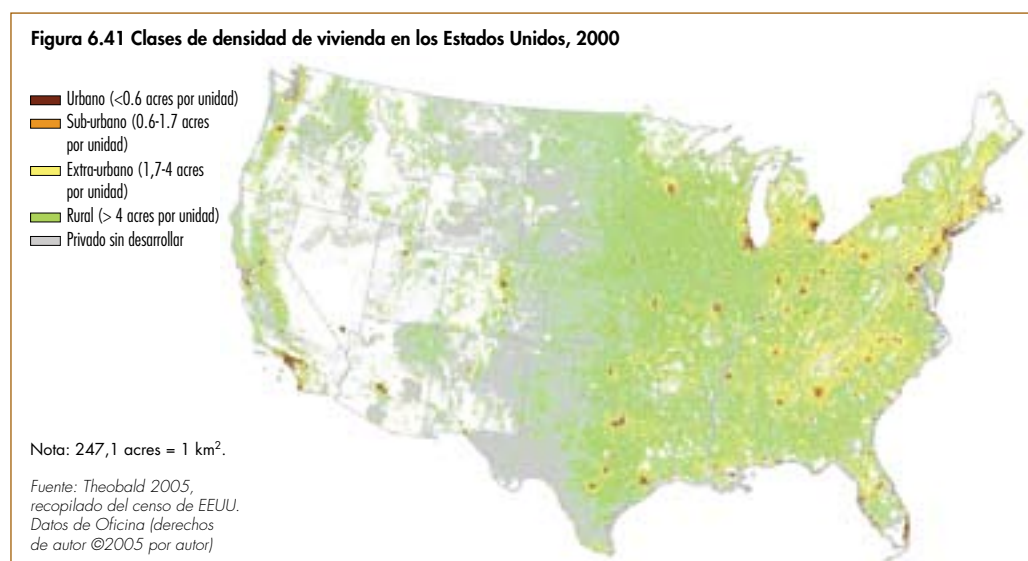 Figura 6.41 Clases de densidad de vivienda en los Estados Unidos, 2000
Urbano (<0.6 acres por unidad)
Sub-urbano (0.6-1.7 acres
por unidad)
Extra-urbano (1,7-4 acres
por unidad)
Rural (> 4 acres por unidad)
Privado sin desarrollar
Nota: 247,1 acres = 1 km².
Fuente: Theobald 2005,
recopilado del censo de EEUU.
Datos de Oficina (derechos
de autor ©2005 por autor)